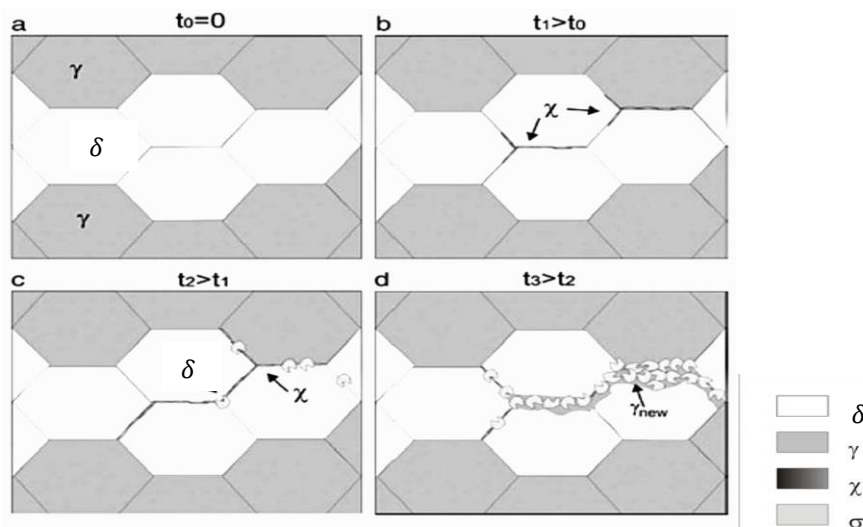 a
t₀=0
γ
δ
γ
b
t₁>t₀
χ
c
t₂>t₁
δ
χ
d
t₃>t₂
γnew
δ
γ
χ
σ